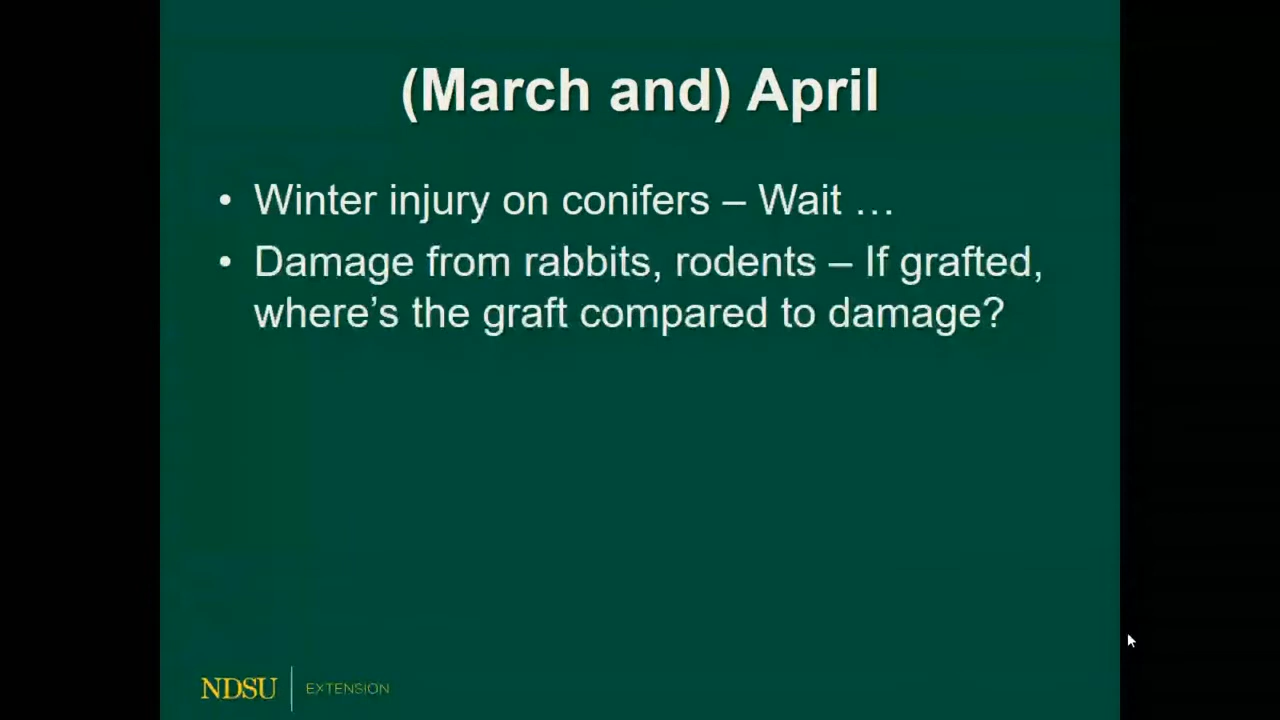 (March and) April
• Winter injury on conifers – Wait …
• Damage from rabbits, rodents – If grafted,
where’s the graft compared to damage?
NDSU EXTENSION